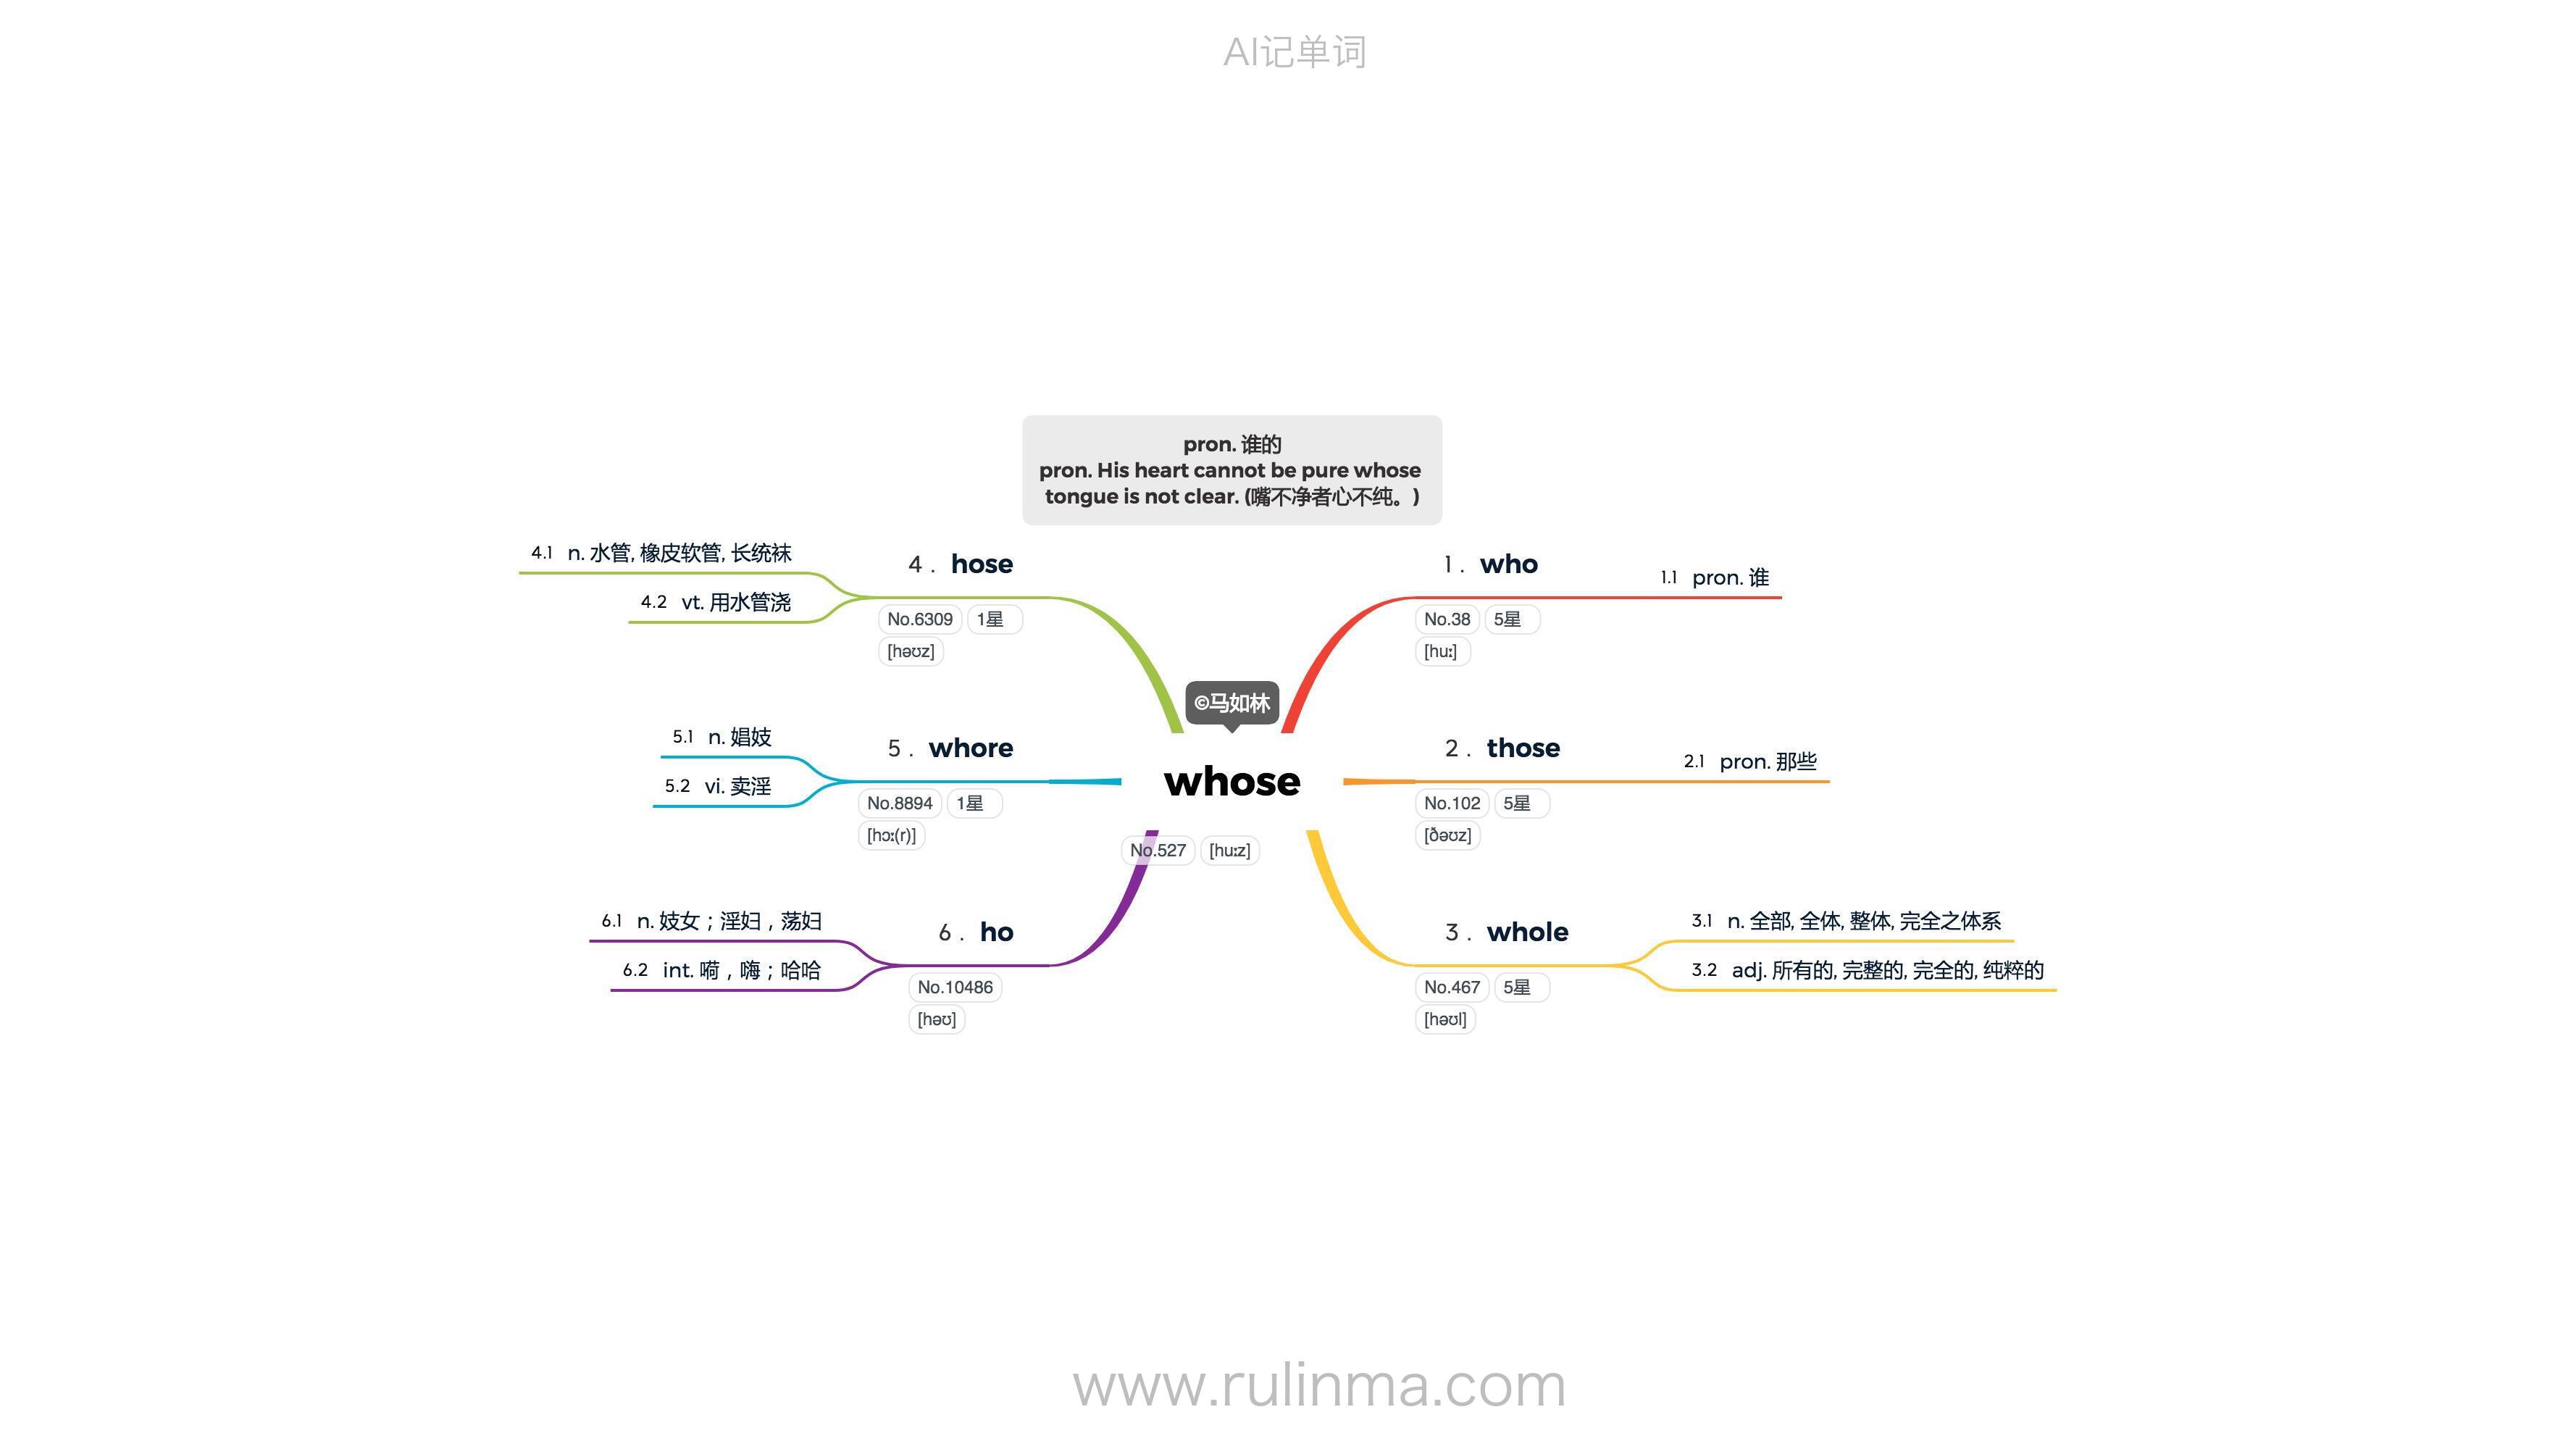 AI记单词
pron. 谁的
pron. His heart cannot be pure whose
tongue is not clear. (嘴不净者心不纯。)
©马如林
whose
No.527 [huːz]
1 . who
No.38 5星
[huː]
1.1 pron. 谁
2 . those
No.102 5星
[ðəʊz]
2.1 pron. 那些
3 . whole
No.467 5星
[həʊl]
3.1 n. 全部, 全体, 整体, 完全之体系
3.2 adj. 所有的, 完整的, 完全的, 纯粹的
4 . hose
No.6309 1星
[həʊz]
4.1 n. 水管, 橡皮软管, 长统袜
4.2 vt. 用水管浇
5 . whore
No.8894 1星
[hɔː(r)]
5.1 n. 娼妓
5.2 vi. 卖淫
6 . ho
No.10486
[həʊ]
6.1 n. 妓女；淫妇，荡妇
6.2 int. 嗬，嗨；哈哈
www.rulinma.com